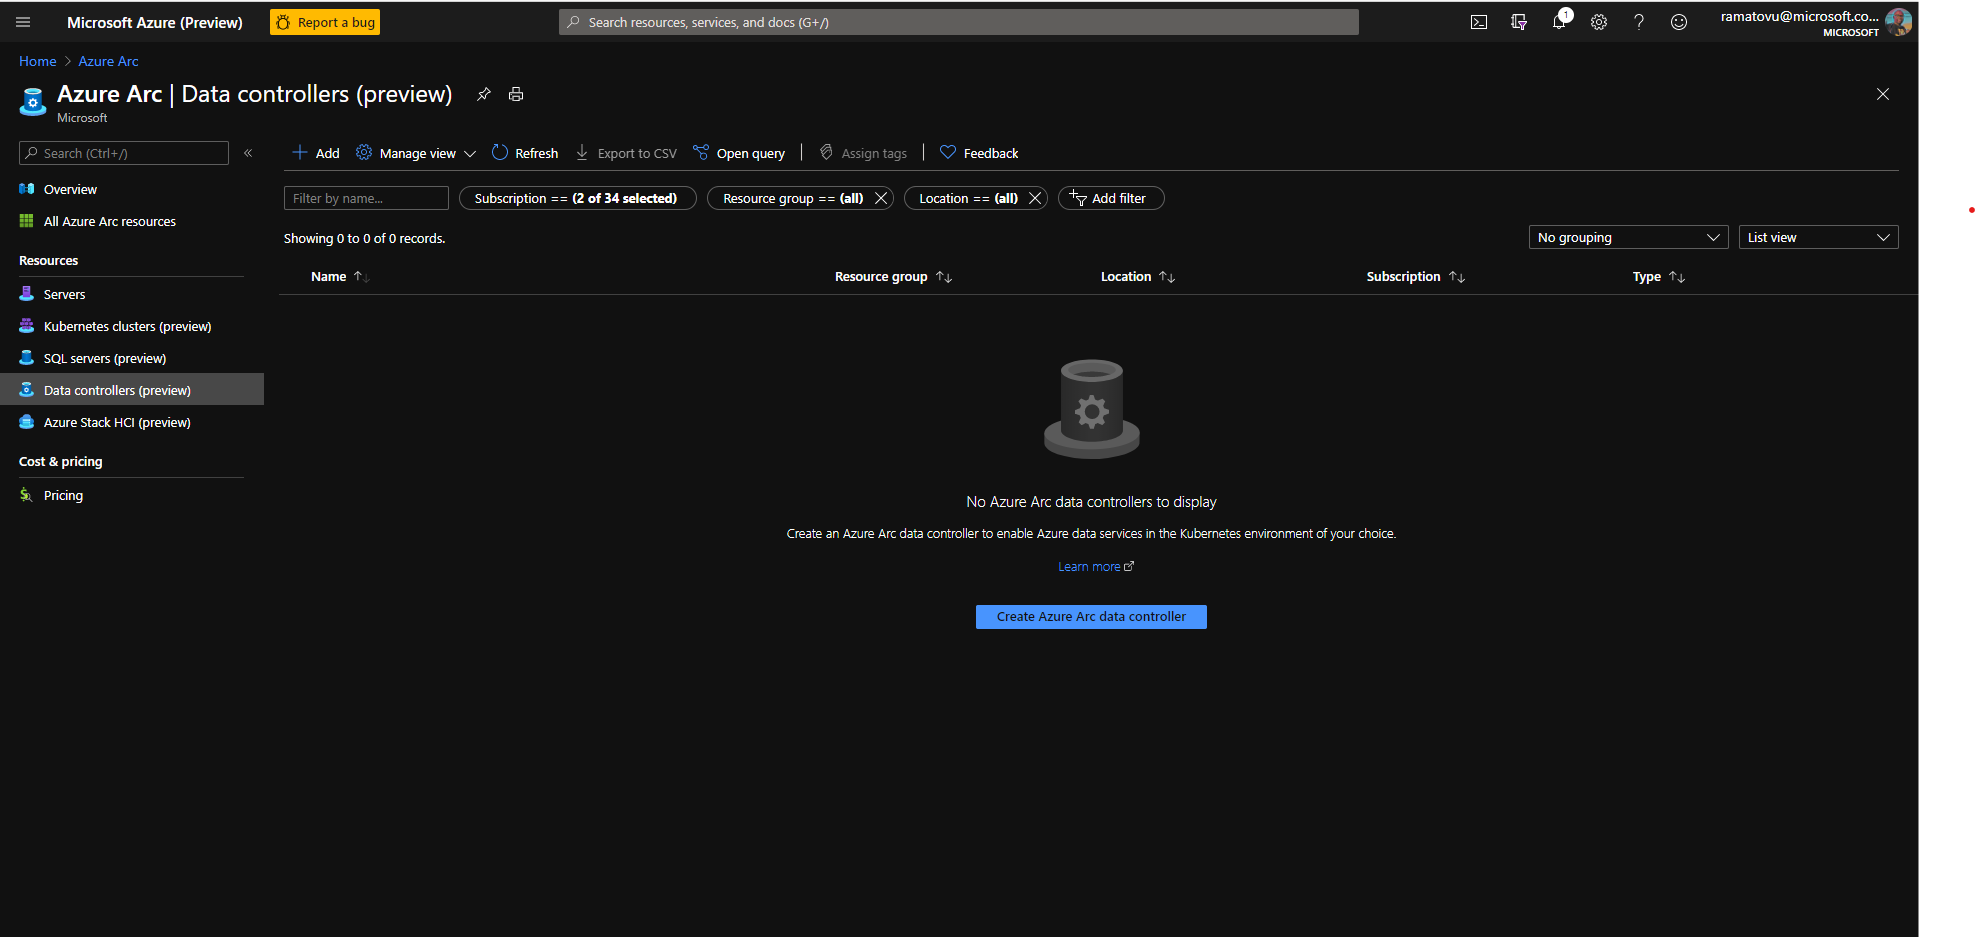 Microsoft Azure (Preview)
Report a bug
Search resources, services, and docs (G+/)
1
ramatovu@microsoft.co...
MICROSOFT
Home > Azure Arc
Azure Arc | Data controllers (preview)
Microsoft
Search (Ctrl+/)
«
Add
Manage view
Refresh
Export to CSV
Open query
Assign tags
Feedback
Overview
All Azure Arc resources
Resources
Servers
Kubernetes clusters (preview)
SQL servers (preview)
Data controllers (preview)
Azure Stack HCI (preview)
Cost & pricing
Pricing
Filter by name...
Subscription == (2 of 34 selected)
Resource group == (all)
Location == (all)
Add filter
Showing 0 to 0 of 0 records.
No grouping
List view
Name
Resource group
Location
Subscription
Type
No Azure Arc data controllers to display
Create an Azure Arc data controller to enable Azure data services in the Kubernetes environment of your choice.
Learn more
Create Azure Arc data controller